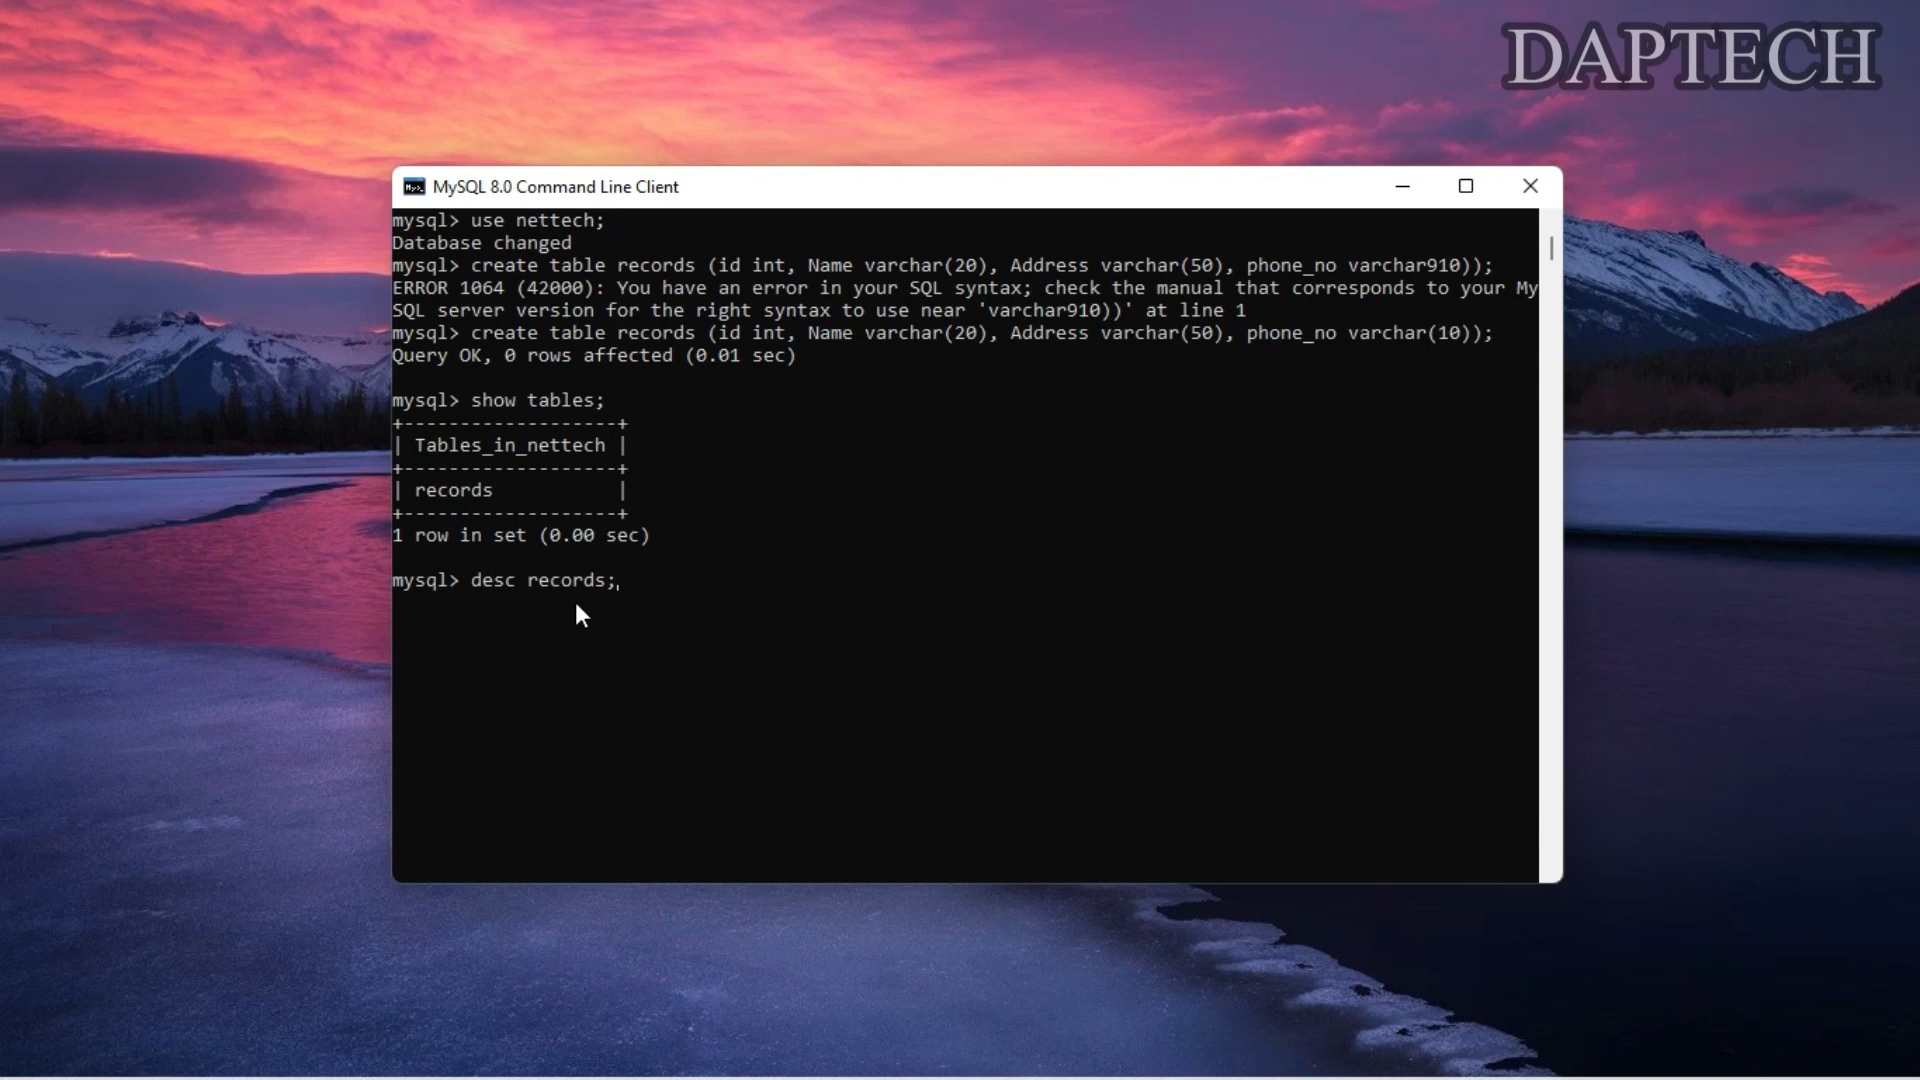 DAPTECH
MySQL 8.0 Command Line Client
mysql> use nettech;
Database changed
mysql> create table records (id int, Name varchar(20), Address varchar(50), phone_no varchar910));
ERROR 1064 (42000): You have an error in your SQL syntax; check the manual that corresponds to your My
SQL server version for the right syntax to use near 'varchar910))' at line 1
mysql> create table records (id int, Name varchar(20), Address varchar(50), phone_no varchar(10));
Query OK, 0 rows affected (0.01 sec)
mysql> show tables;
+-------------------+
| Tables_in_nettech |
+-------------------+
| records           |
+-------------------+
1 row in set (0.00 sec)
mysql> desc records;